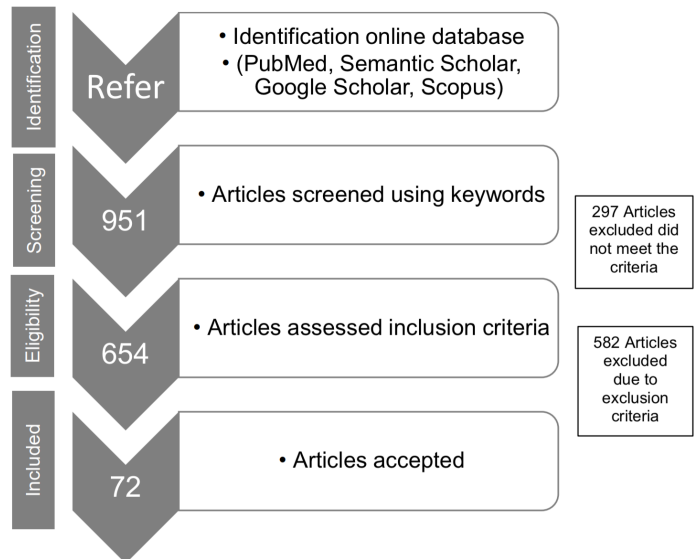 Identification
Refer
• Identification online database
• (PubMed, Semantic Scholar,
Google Scholar, Scopus)
Screening
951
• Articles screened using keywords
297 Articles
excluded did
not meet the
criteria
Eligibility
654
• Articles assessed inclusion criteria
582 Articles
excluded
due to
exclusion
criteria
Included
72
• Articles accepted